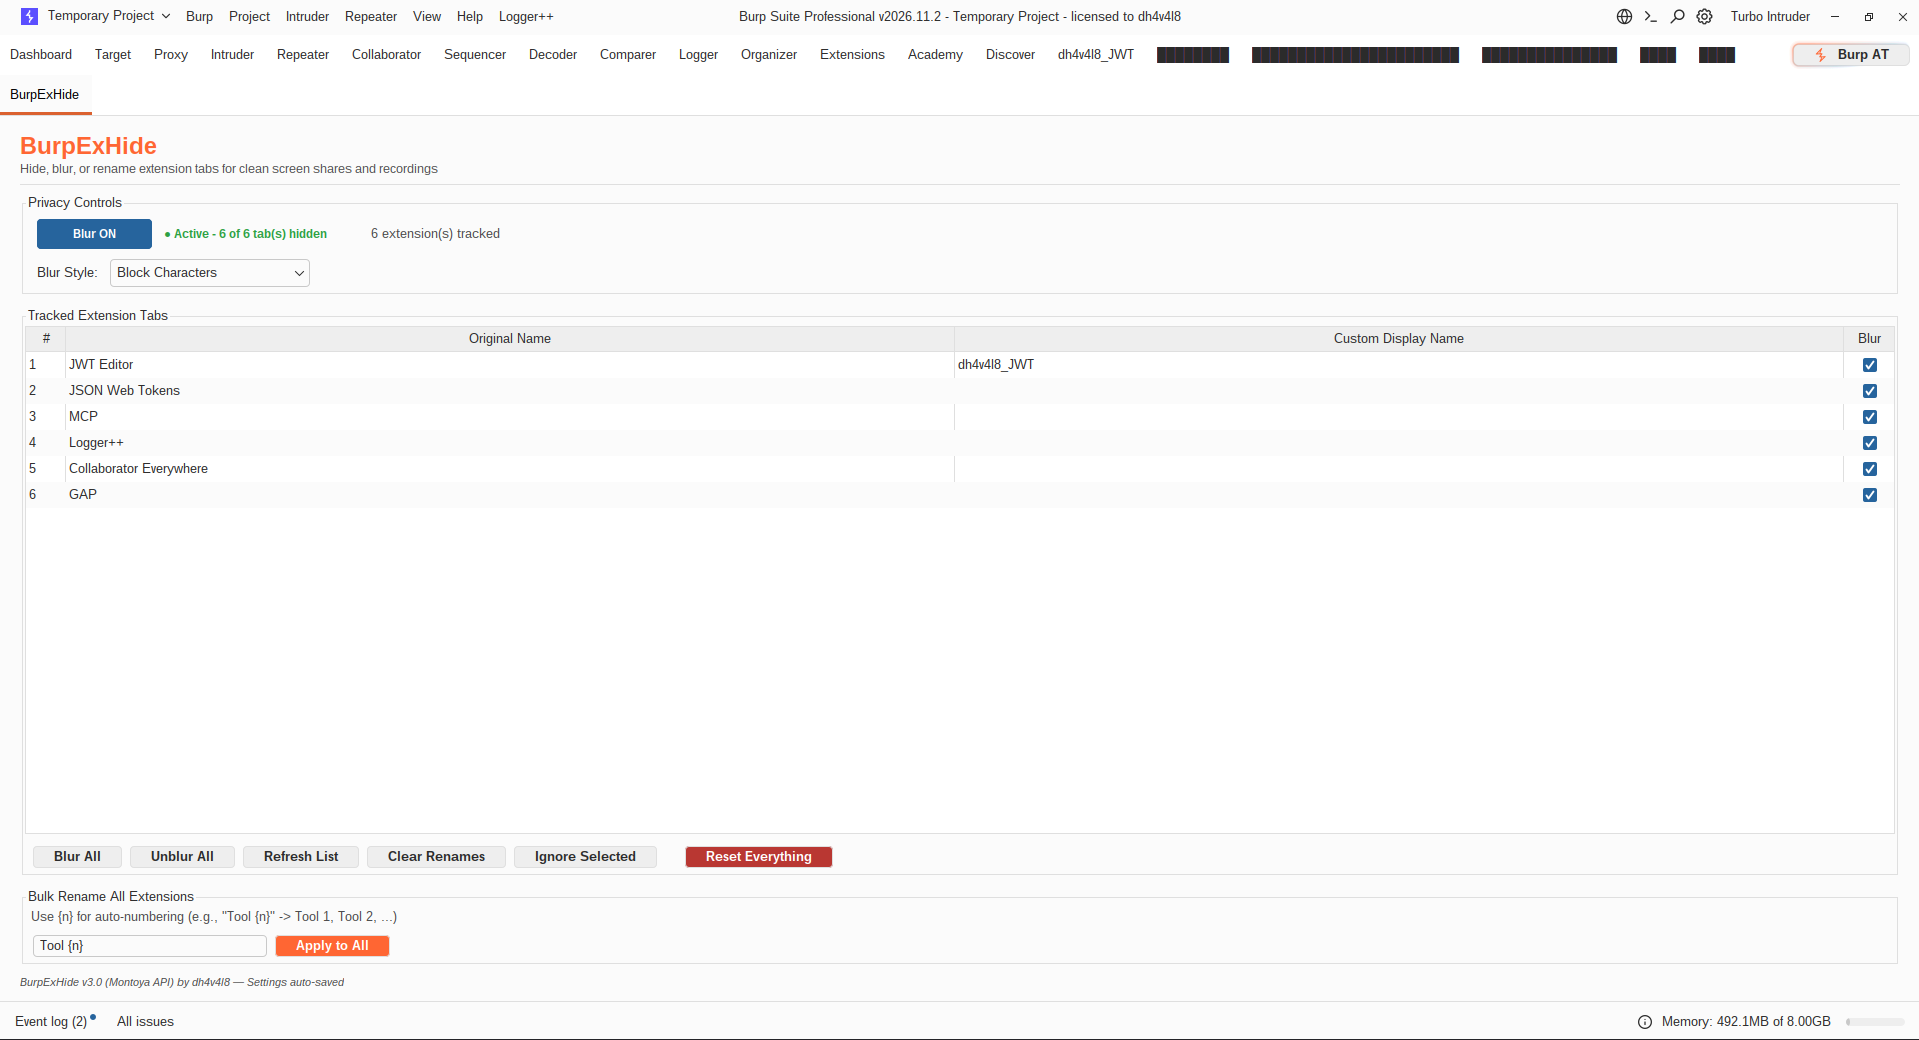 Temporary Project Burp Project Intruder Repeater View Help Logger++ Burp Suite Professional v2026.11.2 - Temporary Project - licensed to dh4v4l8 Turbo Intruder
Dashboard Target Proxy Intruder Repeater Collaborator Sequencer Decoder Comparer Logger Organizer Extensions Academy Discover dh4v4l8_JWT ████████ ███████████████████████ ███████████████ ████ ████ Burp AT
BurpExHide
BurpExHide
Hide, blur, or rename extension tabs for clean screen shares and recordings
Privacy Controls
Blur ON ● Active - 6 of 6 tab(s) hidden 6 extension(s) tracked
Blur Style: Block Characters
Tracked Extension Tabs
# Original Name Custom Display Name Blur
1 JWT Editor dh4v4l8_JWT
2 JSON Web Tokens
3 MCP
4 Logger++
5 Collaborator Everywhere
6 GAP
Blur All Unblur All Refresh List Clear Renames Ignore Selected Reset Everything
Bulk Rename All Extensions
Use {n} for auto-numbering (e.g., "Tool {n}" -> Tool 1, Tool 2, ...)
Tool {n} Apply to All
BurpExHide v3.0 (Montoya API) by dh4v4l8 — Settings auto-saved
Event log (2) All issues Memory: 492.1MB of 8.00GB